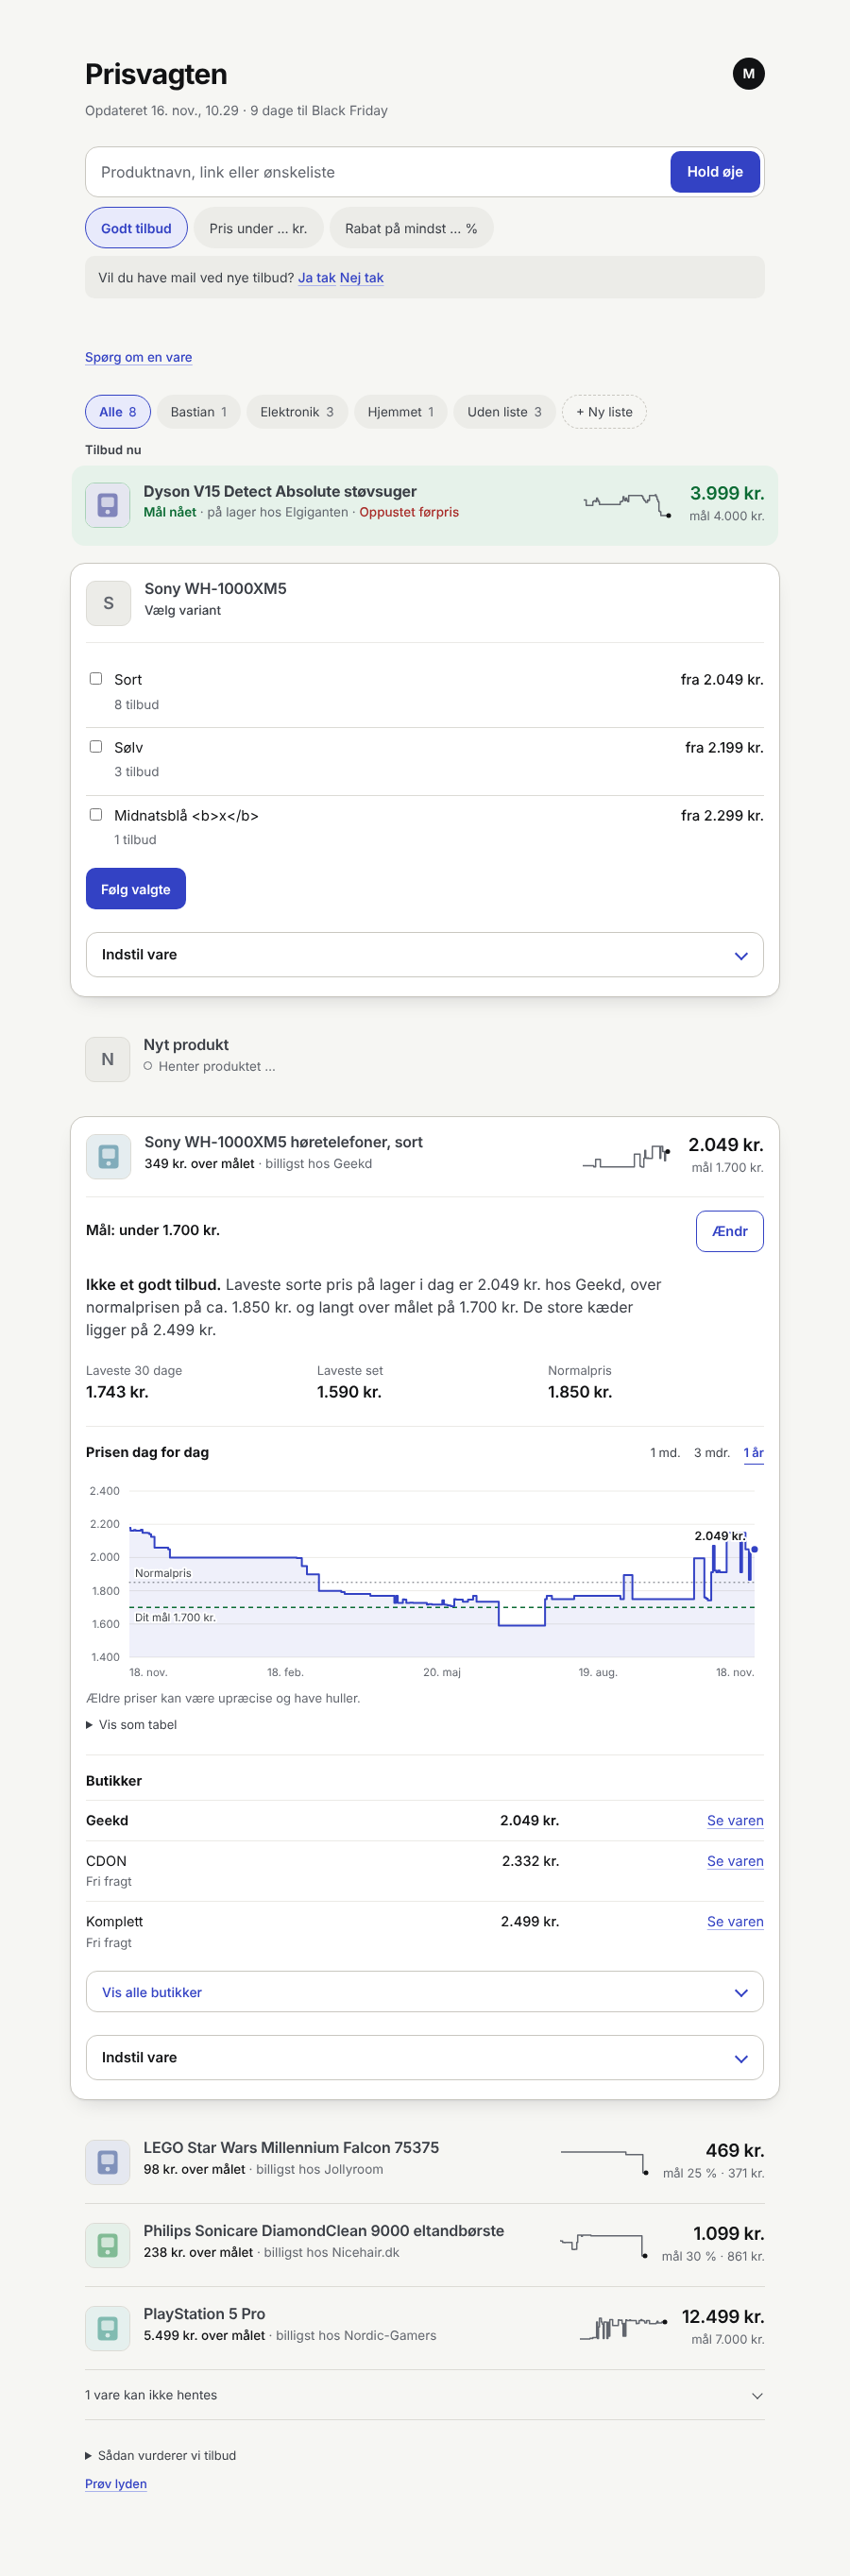 Prisvagten
M
Opdateret 16. nov., 10.29 · 9 dage til Black Friday
Produktnavn, link eller ønskeliste
Hold øje
Godt tilbud
Pris under ... kr.
Rabat på mindst ... %
Vil du have mail ved nye tilbud? Ja tak Nej tak
Spørg om en vare
Alle 8
Bastian 1
Elektronik 3
Hjemmet 1
Uden liste 3
+ Ny liste
Tilbud nu
Dyson V15 Detect Absolute støvsuger
Mål nået · på lager hos Elgiganten · Oppustet førpris
3.999 kr.
mål 4.000 kr.
S
Sony WH-1000XM5
Vælg variant
Sort
fra 2.049 kr.
8 tilbud
Sølv
fra 2.199 kr.
3 tilbud
Midnatsblå <b>x</b>
fra 2.299 kr.
1 tilbud
Følg valgte
Indstil vare
N
Nyt produkt
Henter produktet ...
Sony WH-1000XM5 høretelefoner, sort
349 kr. over målet · billigst hos Geekd
2.049 kr.
mål 1.700 kr.
Mål: under 1.700 kr.
Ændr
Ikke et godt tilbud. Laveste sorte pris på lager i dag er 2.049 kr. hos Geekd, over
normalprisen på ca. 1.850 kr. og langt over målet på 1.700 kr. De store kæder
ligger på 2.499 kr.
Laveste 30 dage
1.743 kr.
Laveste set
1.590 kr.
Normalpris
1.850 kr.
Prisen dag for dag
1 md.
3 mdr.
1 år
2.400
2.200
2.000
1.800
1.600
1.400
2.049 kr.
Normalpris
Dit mål 1.700 kr.
18. nov.
18. feb.
20. maj
19. aug.
18. nov.
Ældre priser kan være upræcise og have huller.
Vis som tabel
Butikker
Geekd
2.049 kr.
Se varen
CDON
2.332 kr.
Se varen
Fri fragt
Komplett
2.499 kr.
Se varen
Fri fragt
Vis alle butikker
Indstil vare
LEGO Star Wars Millennium Falcon 75375
98 kr. over målet · billigst hos Jollyroom
469 kr.
mål 25 % · 371 kr.
Philips Sonicare DiamondClean 9000 eltandbørste
238 kr. over målet · billigst hos Nicehair.dk
1.099 kr.
mål 30 % · 861 kr.
PlayStation 5 Pro
5.499 kr. over målet · billigst hos Nordic-Gamers
12.499 kr.
mål 7.000 kr.
1 vare kan ikke hentes
Sådan vurderer vi tilbud
Prøv lyden